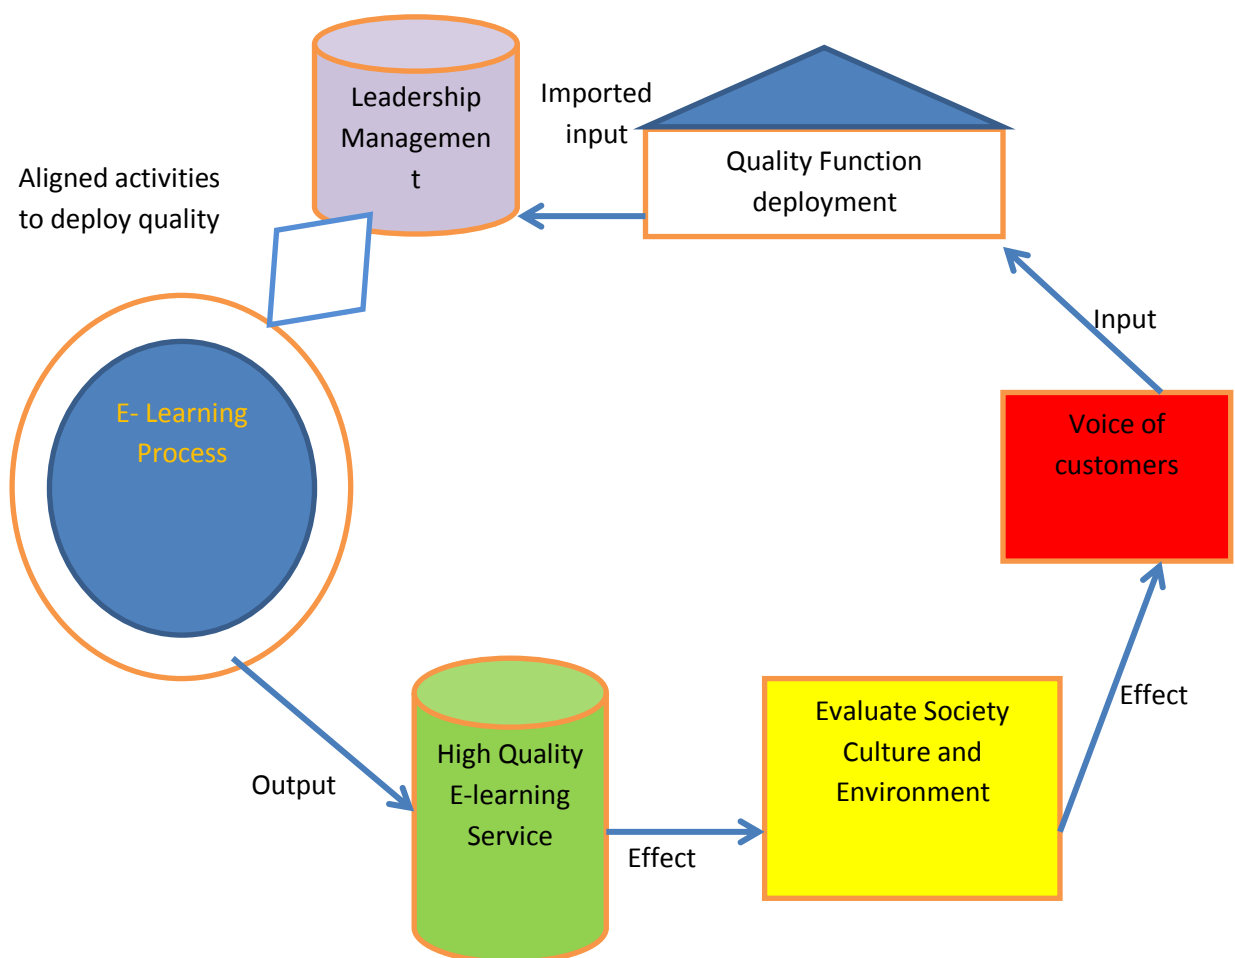 Leadership
Managemen
t
Imported
input
Quality Function
deployment
Aligned activities
to deploy quality
Input
E- Learning
Process
Voice of
customers
Effect
Evaluate Society
Culture and
Environment
High Quality
E-learning
Service
Output
Effect